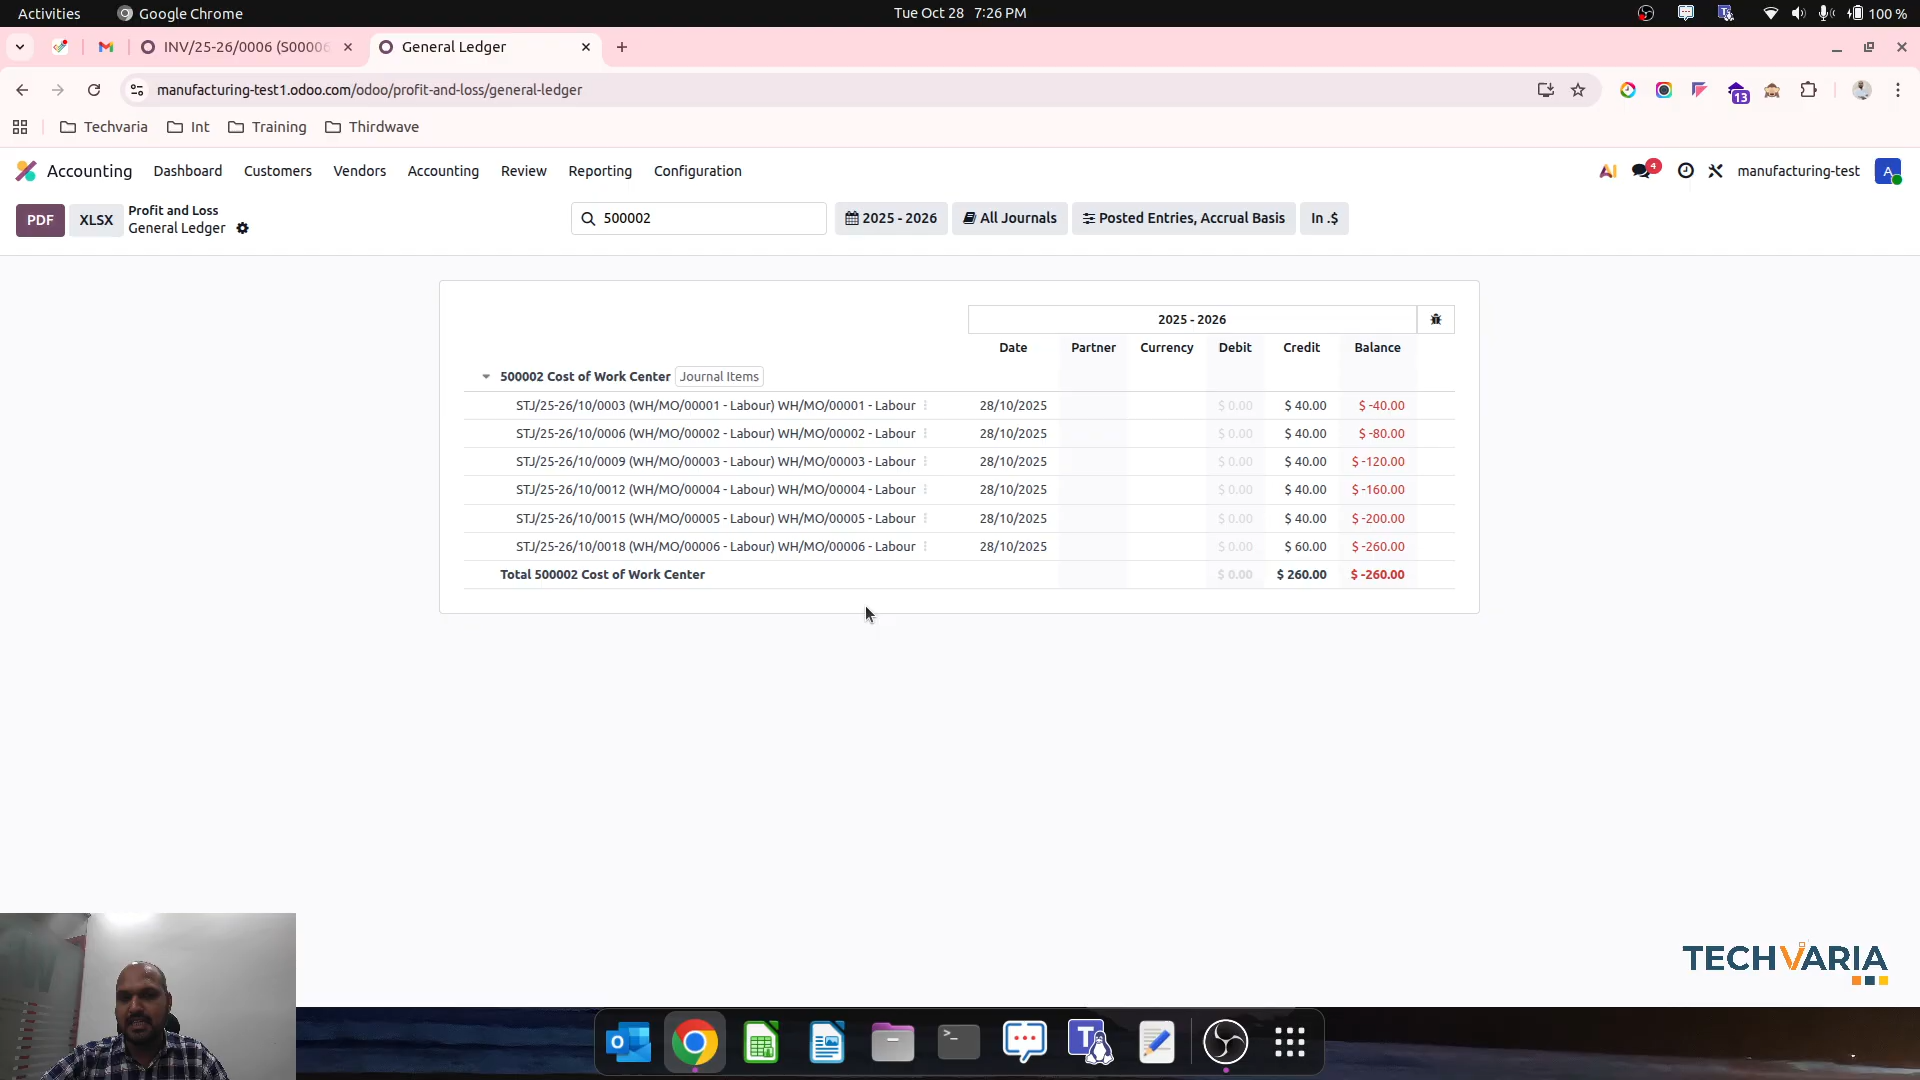 Activities Google Chrome Tue Oct 28 7:26 PM 100 %
INV/25-26/0006 (S00006 General Ledger
manufacturing-test1.odoo.com/odoo/profit-and-loss/general-ledger 13
Techvaria Int Training Thirdwave
Accounting Dashboard Customers Vendors Accounting Review Reporting Configuration AI 4 manufacturing-test A
PDF XLSX Profit and Loss
General Ledger
500002 2025 - 2026 All Journals Posted Entries, Accrual Basis In .$
2025 - 2026
Date Partner Currency Debit Credit Balance
500002 Cost of Work Center Journal Items
STJ/25-26/10/0003 (WH/MO/00001 - Labour) WH/MO/00001 - Labour 28/10/2025 $ 0.00 $ 40.00 $ -40.00
STJ/25-26/10/0006 (WH/MO/00002 - Labour) WH/MO/00002 - Labour 28/10/2025 $ 0.00 $ 40.00 $ -80.00
STJ/25-26/10/0009 (WH/MO/00003 - Labour) WH/MO/00003 - Labour 28/10/2025 $ 0.00 $ 40.00 $ -120.00
STJ/25-26/10/0012 (WH/MO/00004 - Labour) WH/MO/00004 - Labour 28/10/2025 $ 0.00 $ 40.00 $ -160.00
STJ/25-26/10/0015 (WH/MO/00005 - Labour) WH/MO/00005 - Labour 28/10/2025 $ 0.00 $ 40.00 $ -200.00
STJ/25-26/10/0018 (WH/MO/00006 - Labour) WH/MO/00006 - Labour 28/10/2025 $ 0.00 $ 60.00 $ -260.00
Total 500002 Cost of Work Center $ 0.00 $ 260.00 $ -260.00
TECHVARIA